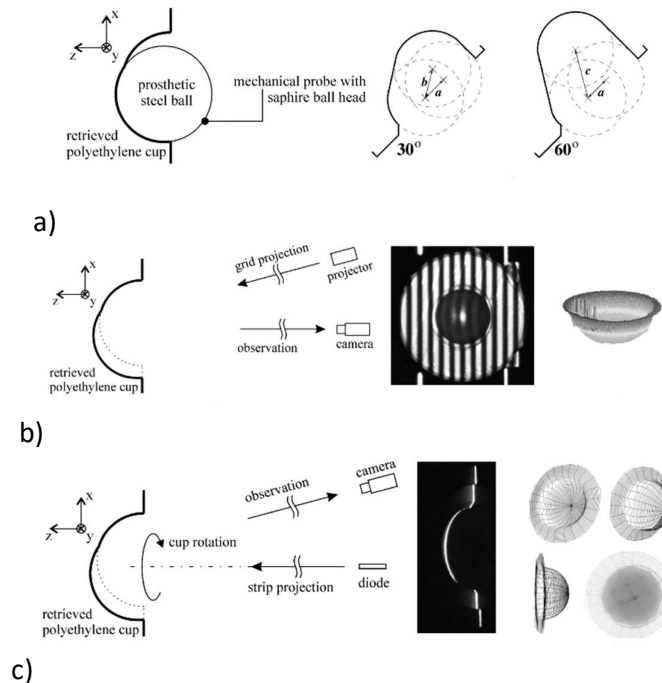 x
z
y
prosthetic
steel ball
mechanical probe with
saphire ball head
retrieved
polyethylene cup
b
a
30°
c
a
60°
a)
x
z
y
grid projection
projector
observation
camera
retrieved
polyethylene cup
b)
x
z
y
cup rotation
observation
camera
strip projection
diode
retrieved
polyethylene cup
c)